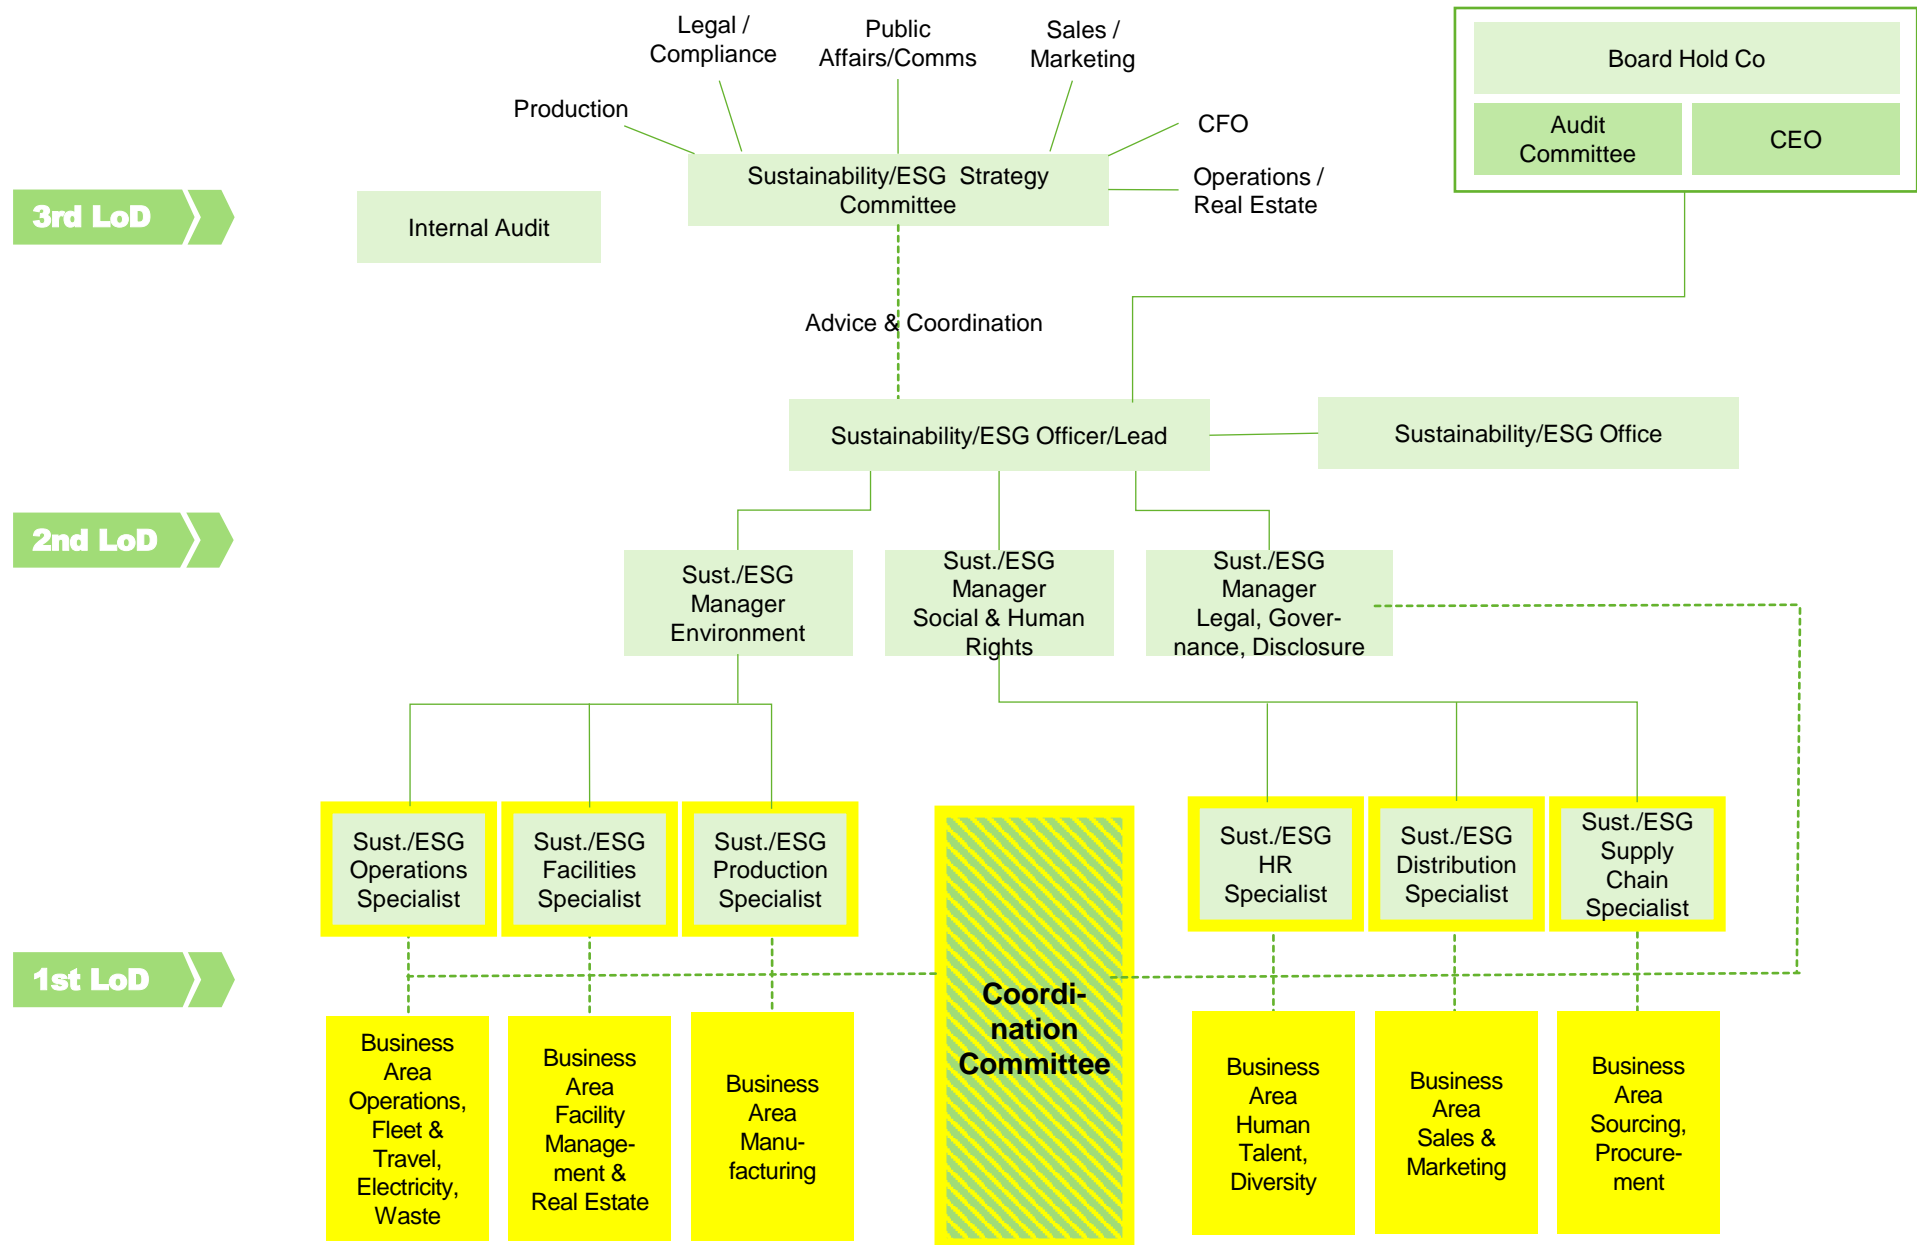 Legal /
Compliance
Public
Affairs/Comms
Sales /
Marketing
Production
CFO
Operations /
Real Estate
Board Hold Co
Audit
Committee
CEO
3rd LoD
Internal Audit
Sustainability/ESG Strategy
Committee
Advice & Coordination
Sustainability/ESG Officer/Lead
Sustainability/ESG Office
2nd LoD
Sust./ESG
Manager
Environment
Sust./ESG
Manager
Social & Human
Rights
Sust./ESG
Manager
Legal, Gover-
nance, Disclosure
Sust./ESG
Operations
Specialist
Sust./ESG
Facilities
Specialist
Sust./ESG
Production
Specialist
Sust./ESG
HR
Specialist
Sust./ESG
Distribution
Specialist
Sust./ESG
Supply
Chain
Specialist
1st LoD
Coordi-
nation
Committee
Business
Area
Operations,
Fleet &
Travel,
Electricity,
Waste
Business
Area
Facility
Manage-
ment &
Real Estate
Business
Area
Manu-
facturing
Business
Area
Human
Talent,
Diversity
Business
Area
Sales &
Marketing
Business
Area
Sourcing,
Procure-
ment